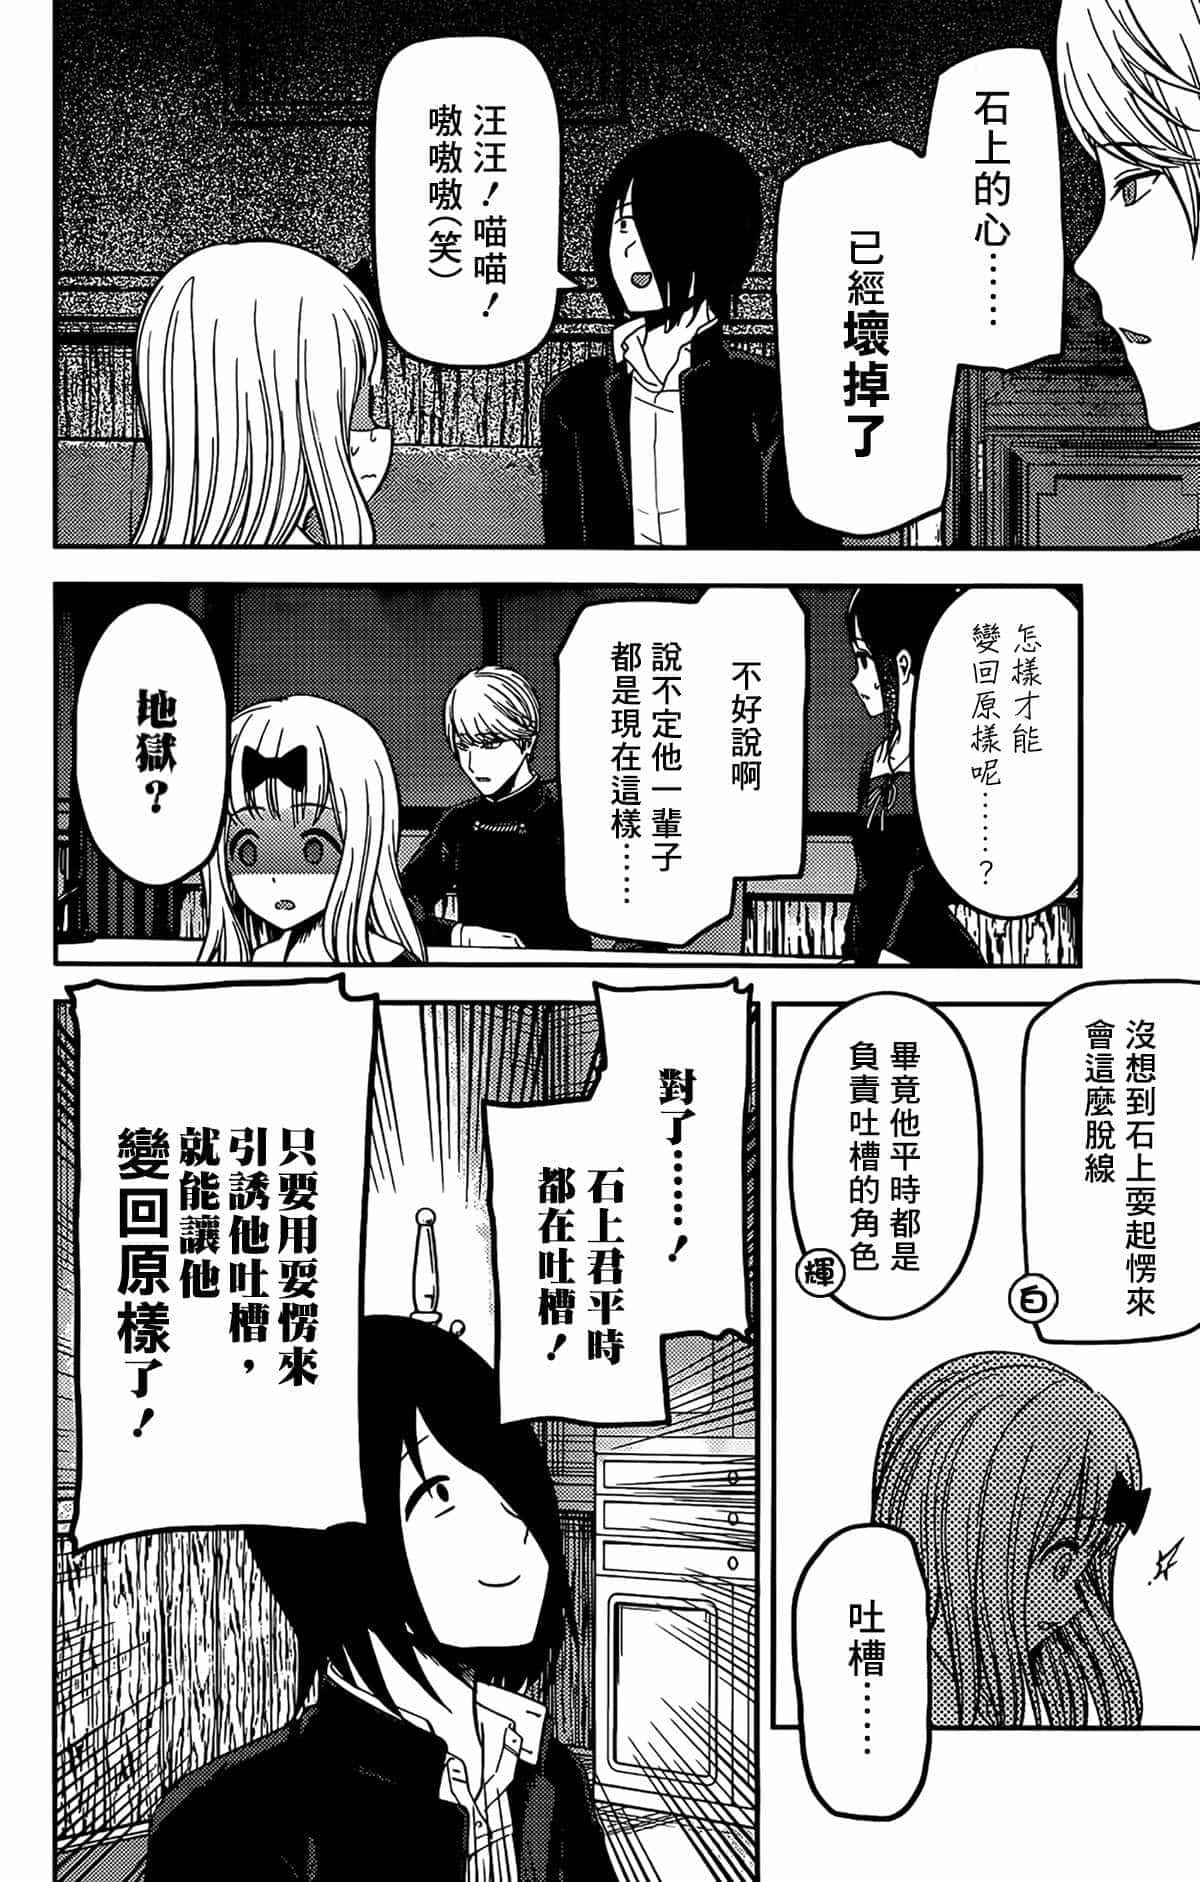 石上的心……
已經壞掉了
汪汪！喵喵！
嗷嗷嗷（笑）
怎樣才能
變回原樣呢……？
不好說啊
說不定他一輩子
都是現在這樣……
地獄？
沒想到石上耍起愣來
會這麼脫線
白
畢竟他平時都是
負責吐槽的角色
輝
吐槽……
對了……！
石上君平時
都在吐槽！
只要用耍愣來
引誘他吐槽，
就能讓他
變回原樣了！